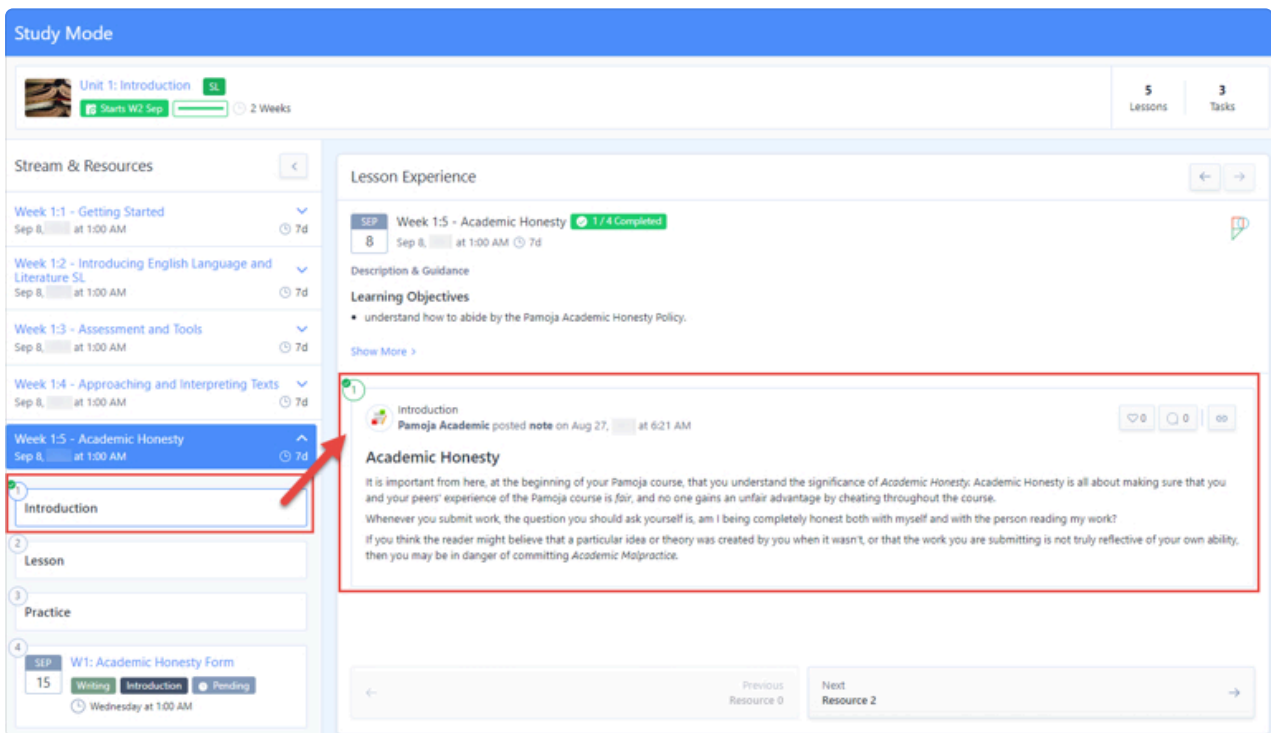 Study Mode
Unit 1: Introduction SL
Starts W2 Sep 2 Weeks
5 Lessons
3 Tasks
Stream & Resources
Week 1:1 - Getting Started
Sep 8, at 1:00 AM 7d
Week 1:2 - Introducing English Language and
Literature SL
Sep 8, at 1:00 AM 7d
Week 1:3 - Assessment and Tools
Sep 8, at 1:00 AM 7d
Week 1:4 - Approaching and Interpreting Texts
Sep 8, at 1:00 AM 7d
Week 1:5 - Academic Honesty
Sep 8, at 1:00 AM 7d
1
Introduction
2
Lesson
3
Practice
4
SEP
15
W1: Academic Honesty Form
Writing Introduction Pending
Wednesday at 1:00 AM
Lesson Experience
SEP
8
Week 1:5 - Academic Honesty 1 / 4 Completed
Sep 8, at 1:00 AM 7d
Description & Guidance
Learning Objectives
• understand how to abide by the Pamoja Academic Honesty Policy.
Show More >
1
Introduction
Pamoja Academic posted note on Aug 27, at 6:21 AM
0 0
Academic Honesty
It is important from here, at the beginning of your Pamoja course, that you understand the significance of Academic Honesty. Academic Honesty is all about making sure that you
and your peers' experience of the Pamoja course is fair, and no one gains an unfair advantage by cheating throughout the course.
Whenever you submit work, the question you should ask yourself is, am I being completely honest both with myself and with the person reading my work?
If you think the reader might believe that a particular idea or theory was created by you when it wasn't, or that the work you are submitting is not truly reflective of your own ability,
then you may be in danger of committing Academic Malpractice.
Previous
Resource 0
Next
Resource 2